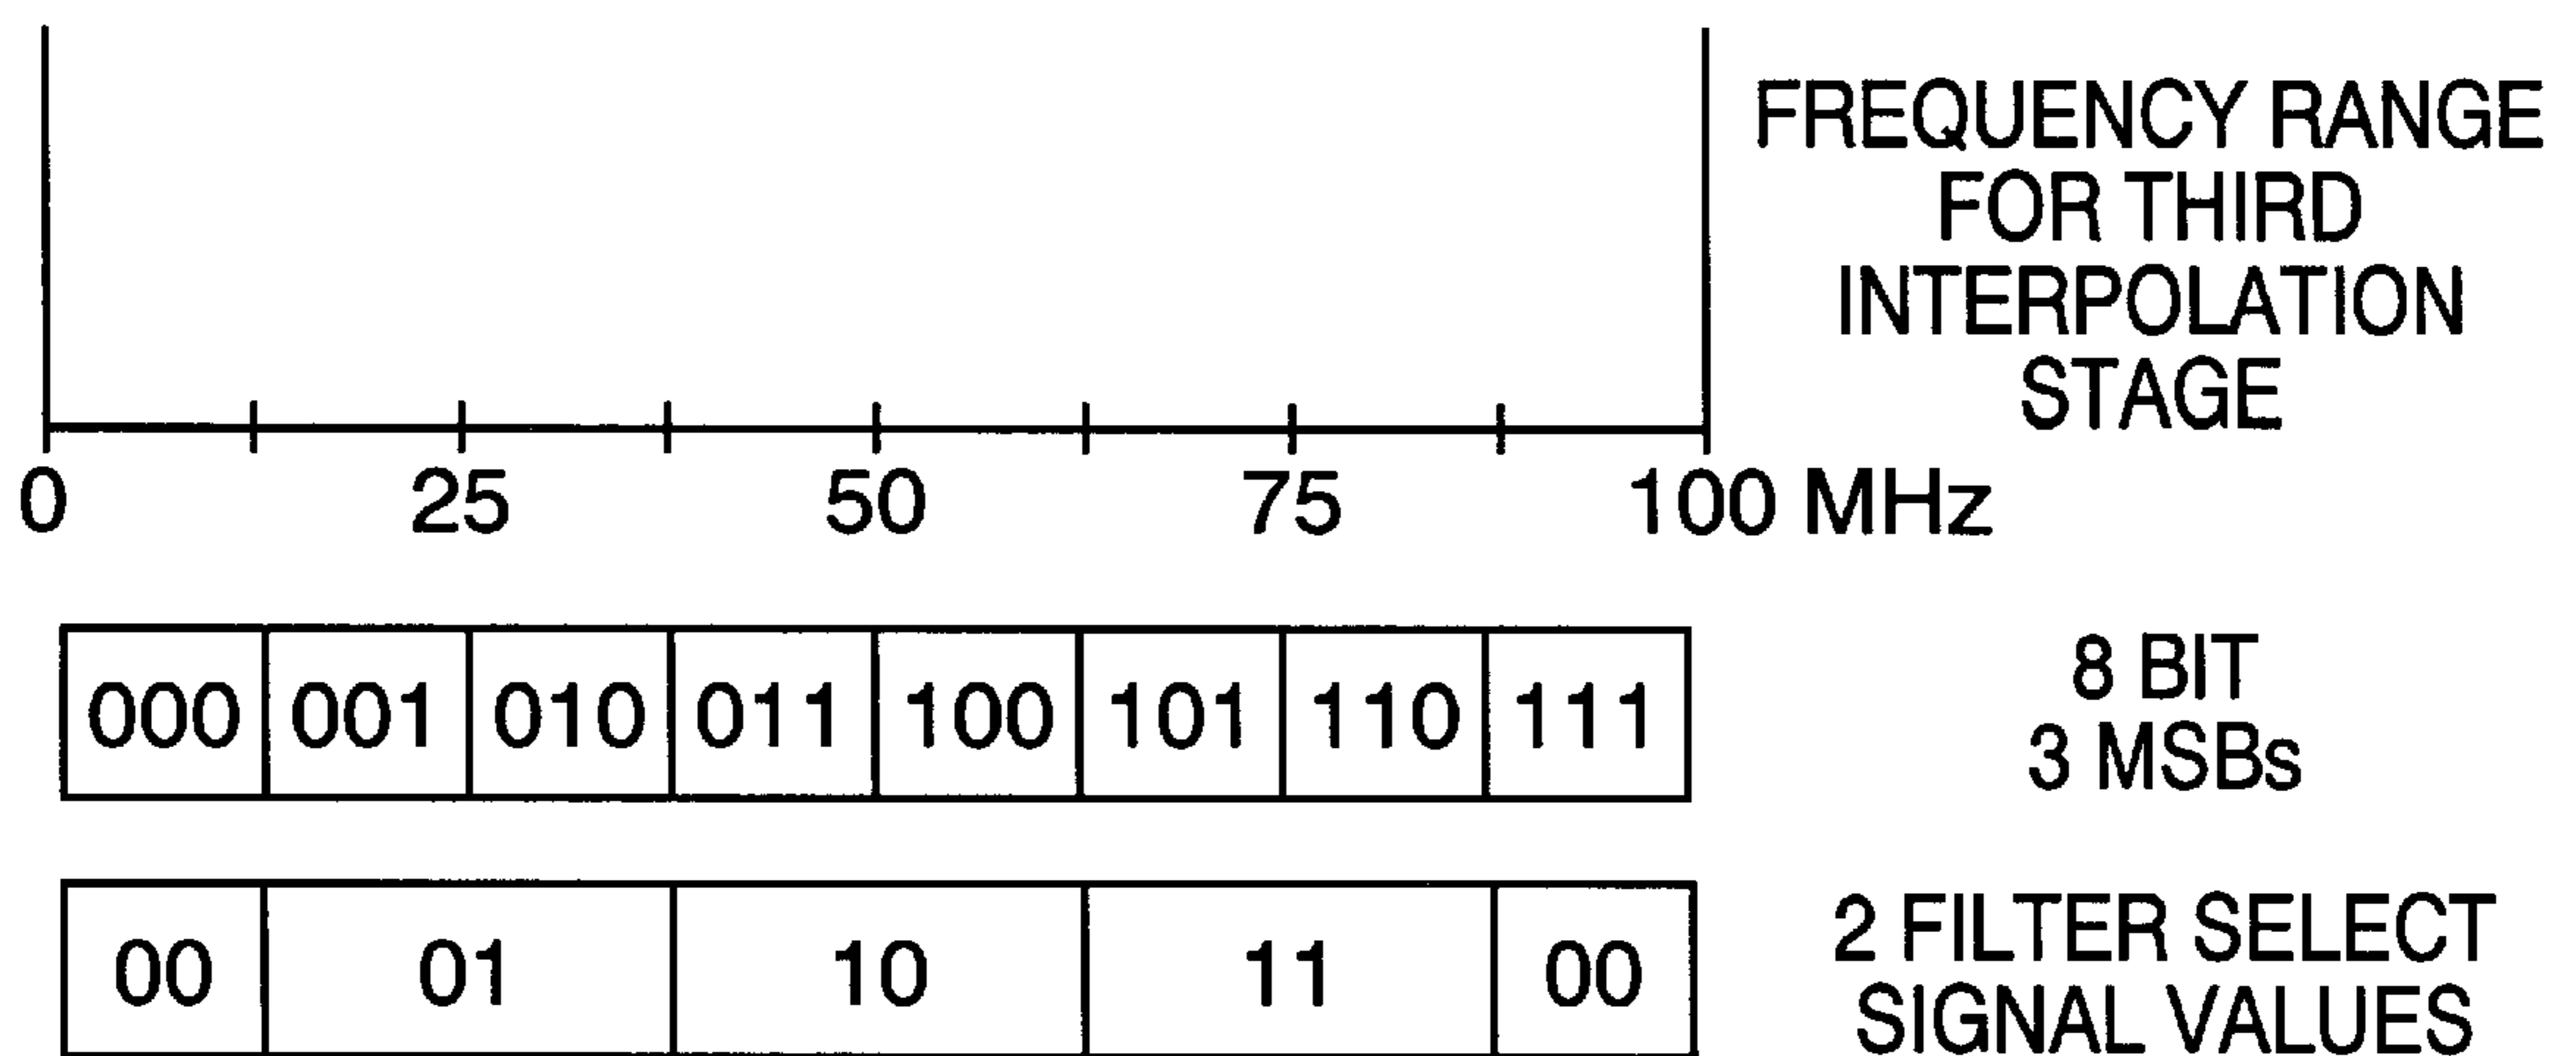 FREQUENCY RANGE
FOR THIRD
INTERPOLATION
STAGE
0 25 50 75 100 MHz
000 001 010 011 100 101 110 111
8 BIT
3 MSBs
00 01 10 11 00
2 FILTER SELECT
SIGNAL VALUES